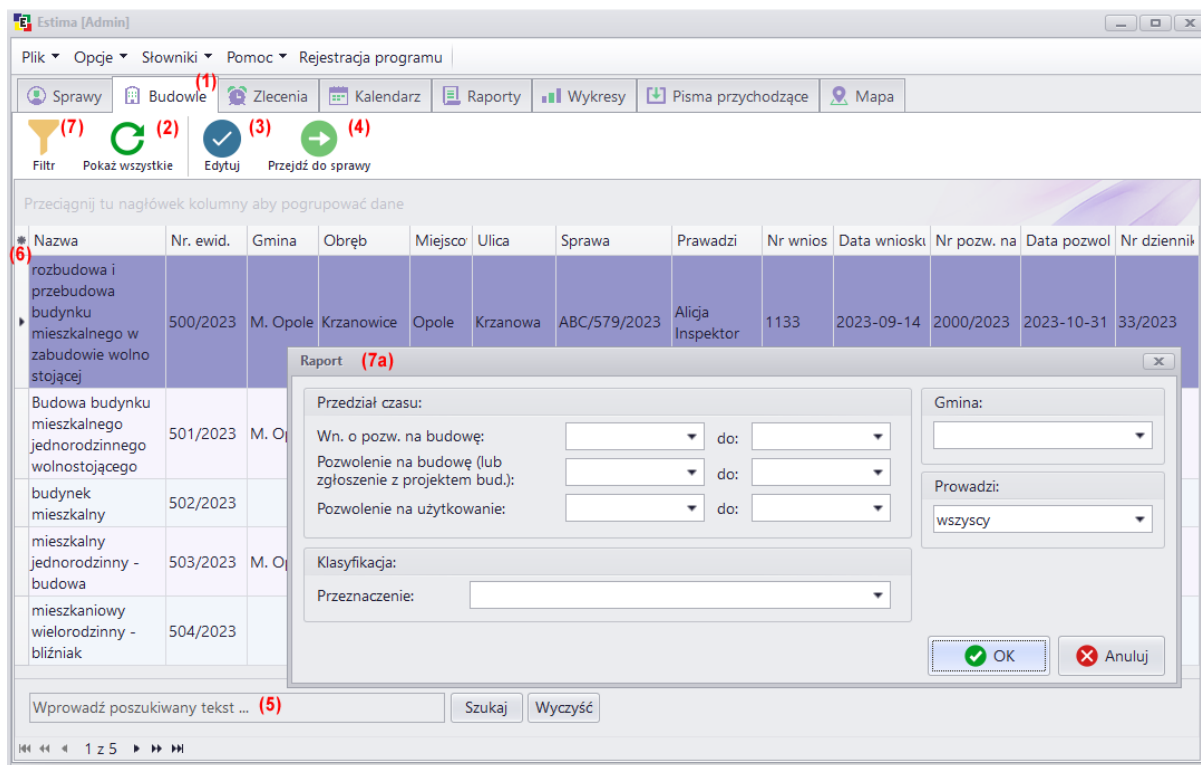 Estima [Admin]
Plik Opcje Słowniki Pomoc Rejestracja programu
Sprawy Budowle (1) Zlecenia Kalendarz Raporty Wykresy Pisma przychodzące Mapa
(7) (2) (3) (4)
Filtr Pokaż wszystkie Edytuj Przejdź do sprawy
Przeciągnij tu nagłówek kolumny aby pogrupować dane
Nazwa Nr. ewid. Gmina Obręb Miejsco Ulica Sprawa Prawadzi Nr wnios Data wniosku Nr pozw. na Data pozwol Nr dziennik
(6)
rozbudowa i
przebudowa
budynku
mieszkalnego w
zabudowie wolno
stojącej
500/2023 M. Opole Krzanowice Opole Krzanowa ABC/579/2023 Alicja
Inspektor
1133 2023-09-14 2000/2023 2023-10-31 33/2023
Budowa budynku
mieszkalnego
jednorodzinnego
wolnostojącego
501/2023 M. Op
budynek
mieszkalny
502/2023
mieszkalny
jednorodzinny -
budowa
503/2023 M. Op
mieszkaniowy
wielorodzinny -
bliźniak
504/2023
Raport (7a)
Przedział czasu:
Wn. o pozw. na budowę: do:
Pozwolenie na budowę (lub
zgłoszenie z projektem bud.): do:
Pozwolenie na użytkowanie: do:
Klasyfikacja:
Przeznaczenie:
Gmina:
Prowadzi:
wszyscy
OK Anuluj
Wprowadź poszukiwany tekst ... (5) Szukaj Wyczyść
1 z 5